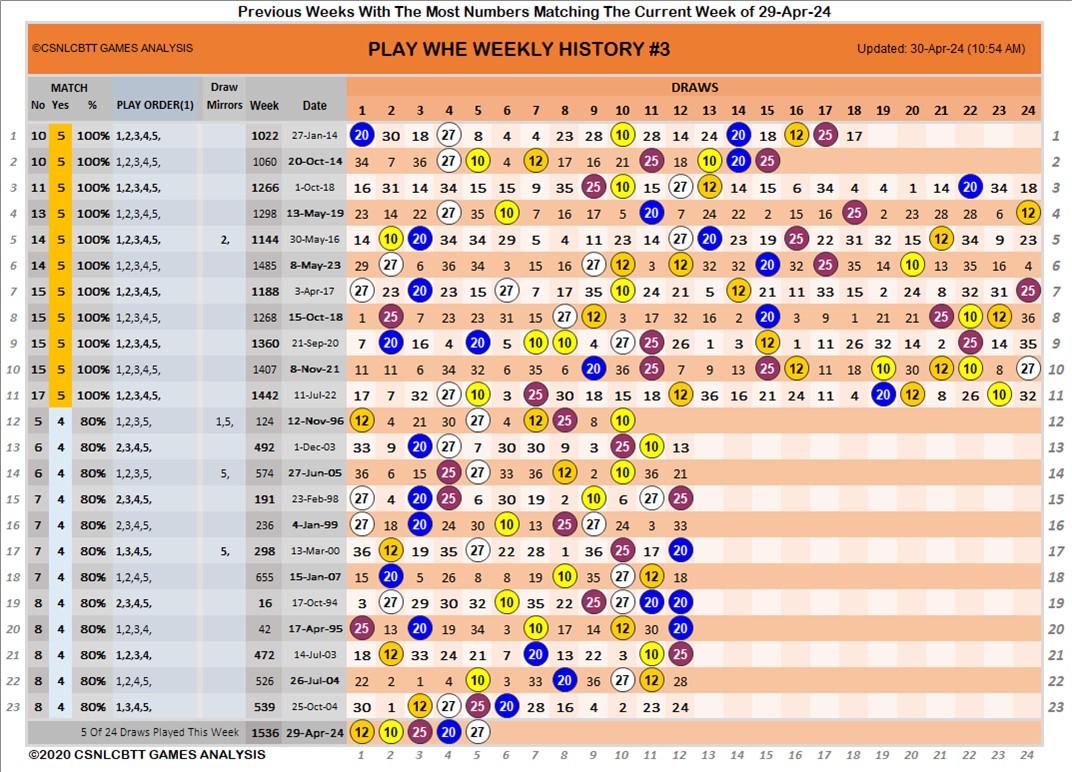 Previous Weeks With The Most Numbers Matching The Current Week of 29-Apr-24
©CSNLCBTT GAMES ANALYSIS PLAY WHE WEEKLY HISTORY #3 Updated: 30-Apr-24 (10:54 AM)
MATCH Draw DRAWS
No Yes % PLAY ORDER(1) Mirrors Week Date 1 2 3 4 5 6 7 8 9 10 11 12 13 14 15 16 17 18 19 20 21 22 23 24
1 10 5 100% 1,2,3,4,5, 1022 27-Jan-14 20 30 18 27 8 4 4 23 28 10 28 14 24 20 18 12 25 17 1
2 10 5 100% 1,2,3,4,5, 1060 20-Oct-14 34 7 36 27 10 4 12 17 16 21 25 18 10 20 25 2
3 11 5 100% 1,2,3,4,5, 1266 1-Oct-18 16 31 14 34 15 15 9 35 25 10 15 27 12 14 15 6 34 4 4 1 14 20 34 18 3
4 13 5 100% 1,2,3,4,5, 1298 13-May-19 23 14 22 27 35 10 7 16 17 5 20 7 24 22 2 15 16 25 2 23 28 28 6 12 4
5 14 5 100% 1,2,3,4,5, 2, 1144 30-May-16 14 10 20 34 34 29 5 4 11 23 14 27 20 23 19 25 22 31 32 15 12 34 9 23 5
6 14 5 100% 1,2,3,4,5, 1485 8-May-23 29 27 6 36 34 3 15 16 27 12 3 12 32 32 20 32 25 35 14 10 13 35 16 4 6
7 15 5 100% 1,2,3,4,5, 1188 3-Apr-17 27 23 20 23 15 27 7 17 35 10 24 21 5 12 21 11 33 15 2 24 8 32 31 25 7
8 15 5 100% 1,2,3,4,5, 1268 15-Oct-18 1 25 7 23 23 31 15 27 12 3 17 32 16 2 20 3 9 1 21 21 25 10 12 36 8
9 15 5 100% 1,2,3,4,5, 1360 21-Sep-20 7 20 16 4 20 5 10 10 4 27 25 26 1 3 12 1 11 26 32 14 2 25 14 35 9
10 15 5 100% 1,2,3,4,5, 1407 8-Nov-21 11 11 6 34 32 6 35 6 20 36 25 7 9 13 25 12 11 18 10 30 12 10 8 27 10
11 17 5 100% 1,2,3,4,5, 1442 11-Jul-22 17 7 32 27 10 3 25 30 18 15 18 12 36 16 21 24 11 4 20 12 8 26 10 32 11
12 5 4 80% 1,2,3,5, 1,5, 124 12-Nov-96 12 4 21 30 27 4 12 25 8 10 12
13 6 4 80% 2,3,4,5, 492 1-Dec-03 33 9 20 27 7 30 30 9 3 25 10 13 13
14 6 4 80% 1,2,3,5, 5, 574 27-Jun-05 36 6 15 25 27 33 36 12 2 10 36 21 14
15 7 4 80% 2,3,4,5, 191 23-Feb-98 27 4 20 25 6 30 19 2 10 6 27 25 15
16 7 4 80% 2,3,4,5, 236 4-Jan-99 27 18 20 24 30 10 13 25 27 24 3 33 16
17 7 4 80% 1,3,4,5, 5, 298 13-Mar-00 36 12 19 35 27 22 28 1 36 25 17 20 17
18 7 4 80% 1,2,4,5, 655 15-Jan-07 15 20 5 26 8 8 19 10 35 27 12 18 18
19 8 4 80% 2,3,4,5, 16 17-Oct-94 3 27 29 30 32 10 35 22 25 27 20 20 19
20 8 4 80% 1,2,3,4, 42 17-Apr-95 25 13 20 19 34 3 10 17 14 12 30 20 20
21 8 4 80% 1,2,3,4, 472 14-Jul-03 18 12 33 24 21 7 20 13 22 3 10 25 21
22 8 4 80% 1,2,4,5, 526 26-Jul-04 22 2 1 4 10 3 33 20 36 27 12 28 22
23 8 4 80% 1,3,4,5, 539 25-Oct-04 30 1 12 27 25 20 28 16 4 2 23 24 23
5 Of 24 Draws Played This Week 1536 29-Apr-24 12 10 25 20 27
©2020 CSNLCBTT GAMES ANALYSIS 1 2 3 4 5 6 7 8 9 10 11 12 13 14 15 16 17 18 19 20 21 22 23 24